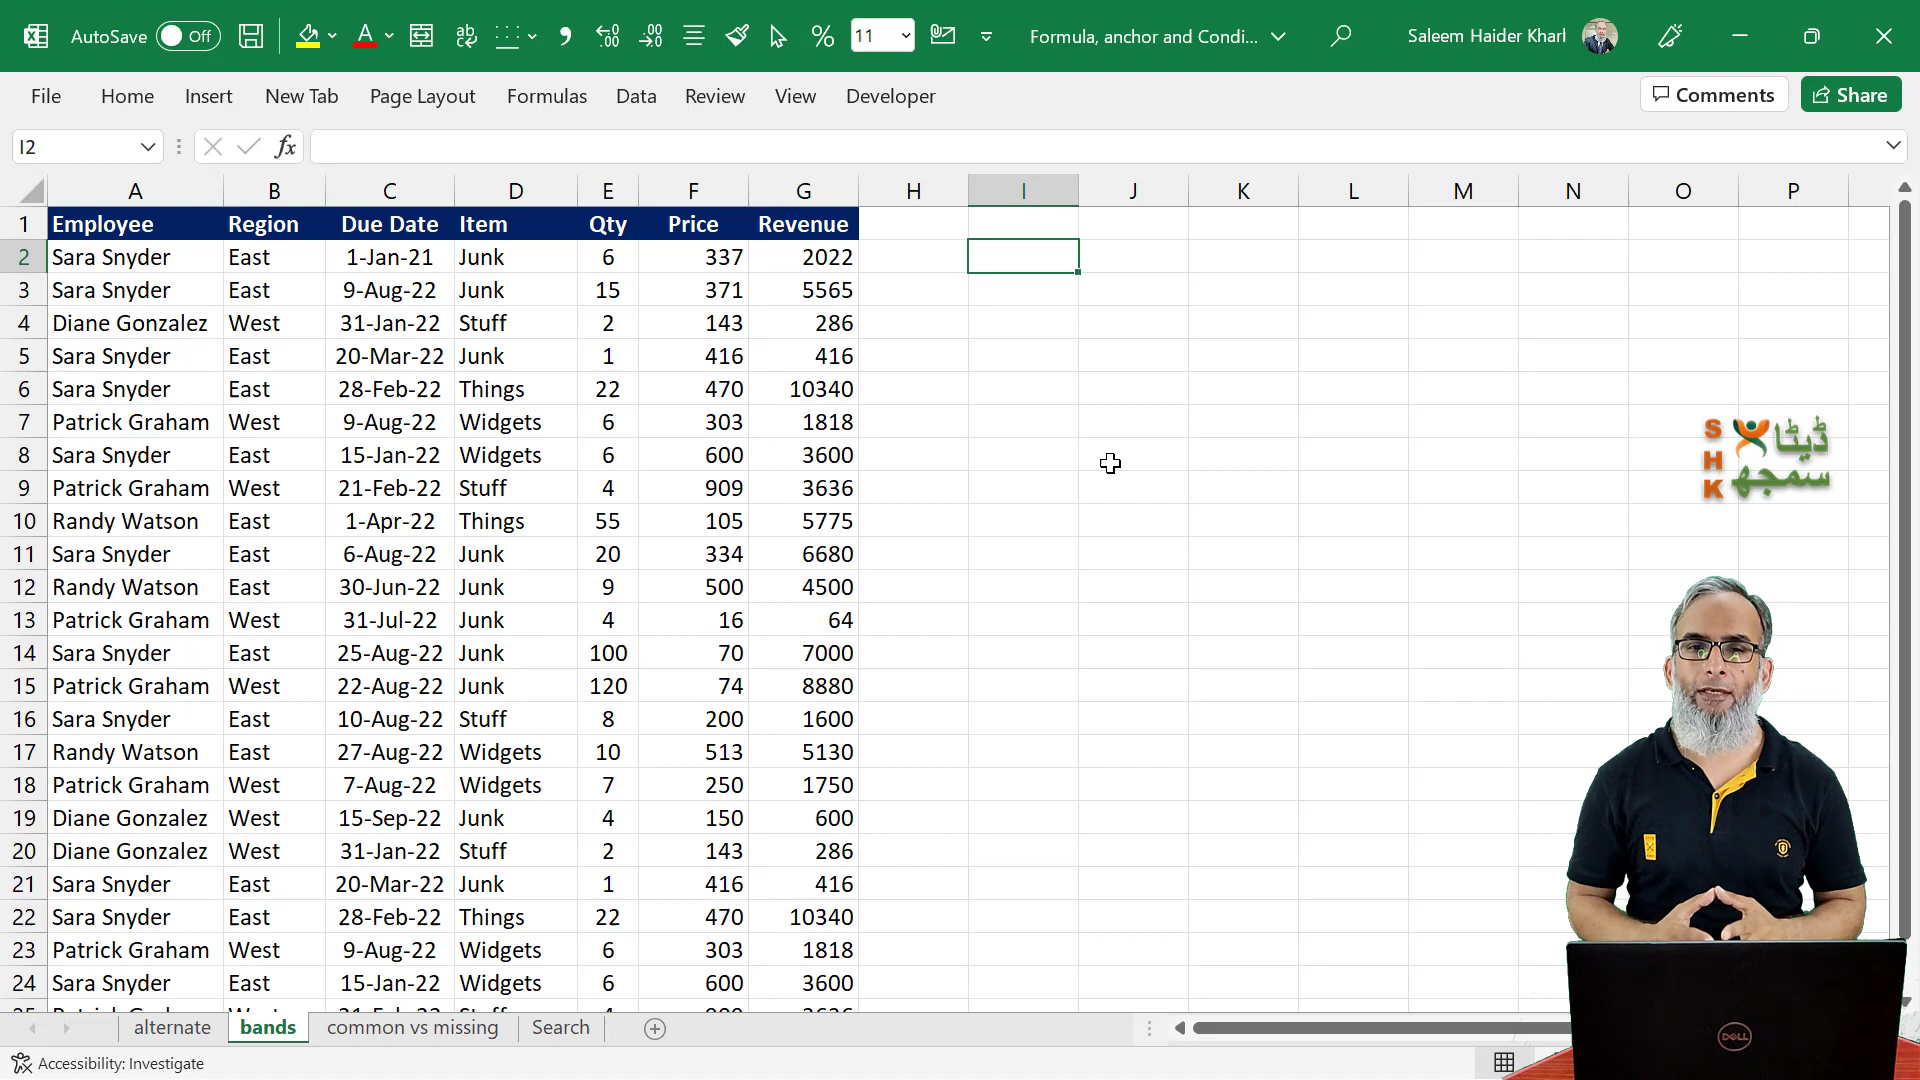 AutoSave Off 11 Formula, anchor and Condi... Saleem Haider Kharl
File Home Insert New Tab Page Layout Formulas Data Review View Developer Comments Share
I2 fx
A B C D E F G H I J K L M N O P
1 Employee Region Due Date Item Qty Price Revenue
2 Sara Snyder East 1-Jan-21 Junk 6 337 2022
3 Sara Snyder East 9-Aug-22 Junk 15 371 5565
4 Diane Gonzalez West 31-Jan-22 Stuff 2 143 286
5 Sara Snyder East 20-Mar-22 Junk 1 416 416
6 Sara Snyder East 28-Feb-22 Things 22 470 10340
7 Patrick Graham West 9-Aug-22 Widgets 6 303 1818
8 Sara Snyder East 15-Jan-22 Widgets 6 600 3600
9 Patrick Graham West 21-Feb-22 Stuff 4 909 3636
10 Randy Watson East 1-Apr-22 Things 55 105 5775
11 Sara Snyder East 6-Aug-22 Junk 20 334 6680
12 Randy Watson East 30-Jun-22 Junk 9 500 4500
13 Patrick Graham West 31-Jul-22 Junk 4 16 64
14 Sara Snyder East 25-Aug-22 Junk 100 70 7000
15 Patrick Graham West 22-Aug-22 Junk 120 74 8880
16 Sara Snyder East 10-Aug-22 Stuff 8 200 1600
17 Randy Watson East 27-Aug-22 Widgets 10 513 5130
18 Patrick Graham West 7-Aug-22 Widgets 7 250 1750
19 Diane Gonzalez West 15-Sep-22 Junk 4 150 600
20 Diane Gonzalez West 31-Jan-22 Stuff 2 143 286
21 Sara Snyder East 20-Mar-22 Junk 1 416 416
22 Sara Snyder East 28-Feb-22 Things 22 470 10340
23 Patrick Graham West 9-Aug-22 Widgets 6 303 1818
24 Sara Snyder East 15-Jan-22 Widgets 6 600 3600
SHK
ڈیٹا
سمجھ
DELL
alternate bands common vs missing Search
Accessibility: Investigate